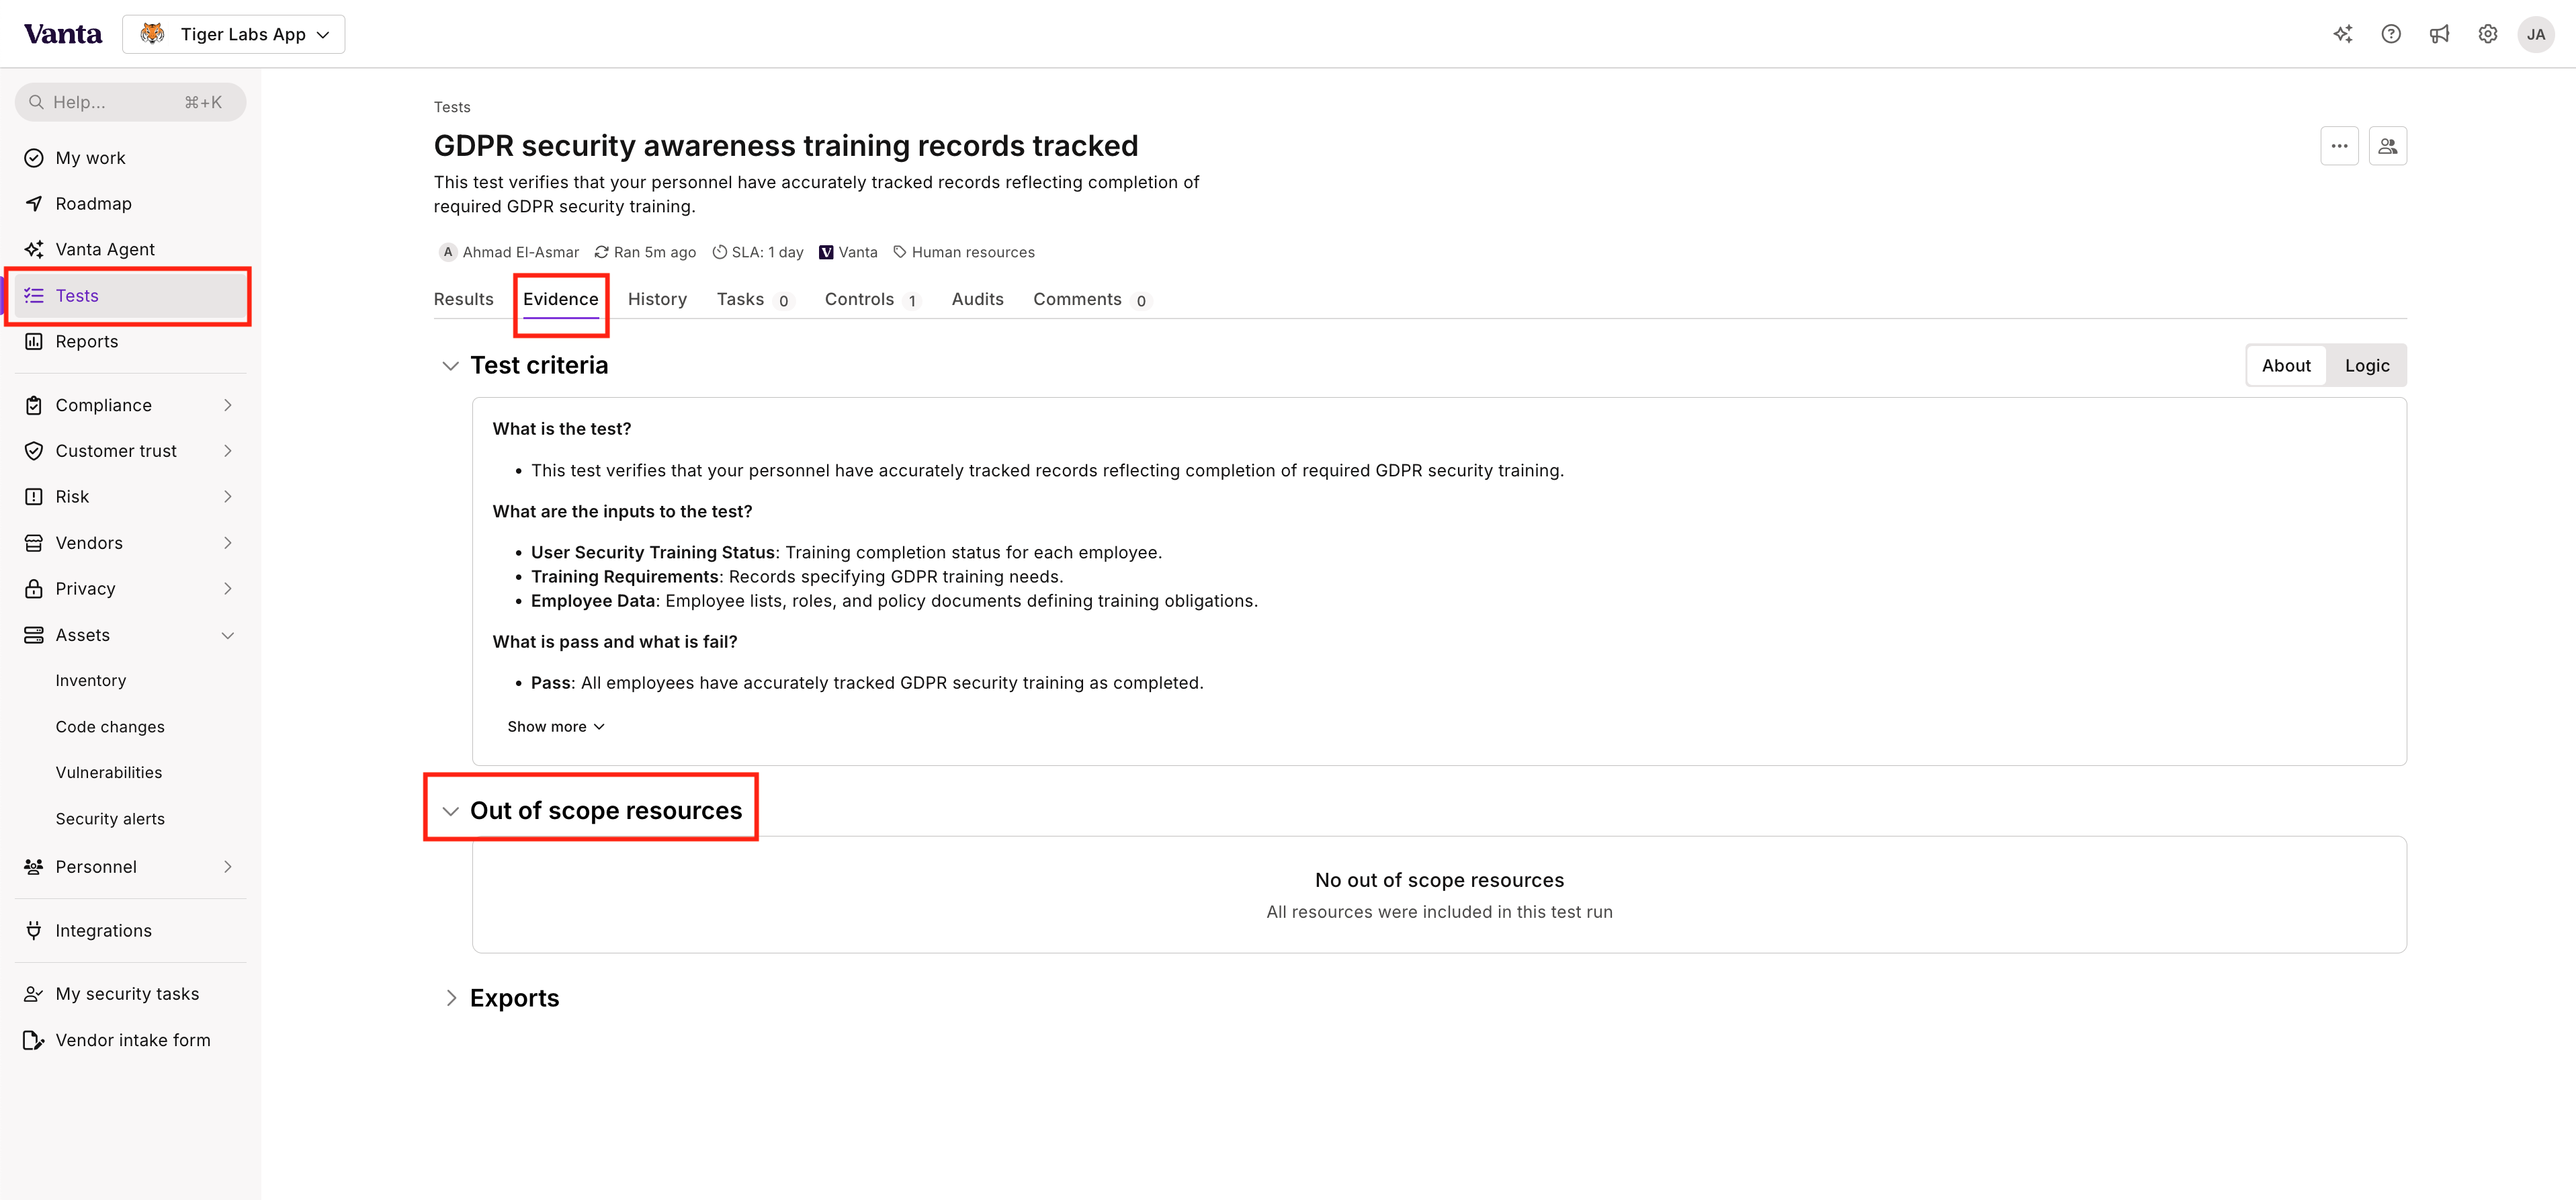 Vanta
Tiger Labs App
JA
Help... ⌘+K
My work
Roadmap
Vanta Agent
Tests
Reports
Compliance
Customer trust
Risk
Vendors
Privacy
Assets
Inventory
Code changes
Vulnerabilities
Security alerts
Personnel
Integrations
My security tasks
Vendor intake form
Tests
GDPR security awareness training records tracked
This test verifies that your personnel have accurately tracked records reflecting completion of
required GDPR security training.
A Ahmad El-Asmar Ran 5m ago SLA: 1 day V Vanta Human resources
Results Evidence History Tasks 0 Controls 1 Audits Comments 0
Test criteria
About Logic
What is the test?
• This test verifies that your personnel have accurately tracked records reflecting completion of required GDPR security training.
What are the inputs to the test?
• User Security Training Status: Training completion status for each employee.
• Training Requirements: Records specifying GDPR training needs.
• Employee Data: Employee lists, roles, and policy documents defining training obligations.
What is pass and what is fail?
• Pass: All employees have accurately tracked GDPR security training as completed.
Show more
Out of scope resources
No out of scope resources
All resources were included in this test run
Exports